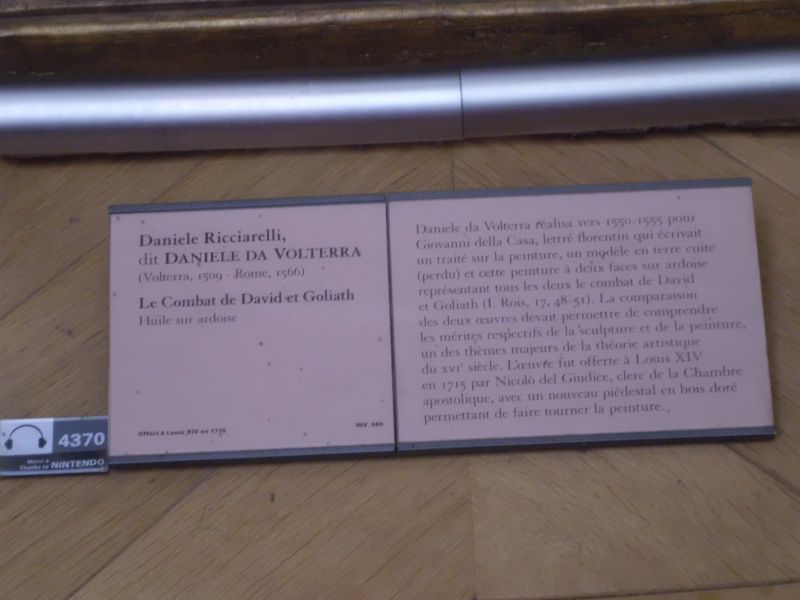 Daniele Ricciarelli,
dit DANIELE DA VOLTERRA
(Volterra, 1509 - Rome, 1566)
Le Combat de David et Goliath
Huile sur ardoise
Offert à Louis XIV en 1715
INV. 566
Daniele da Volterra réalisa vers 1550-1555 pour
Giovanni della Casa, lettré florentin qui écrivait
un traité sur la peinture, un modèle en terre cuite
(perdu) et cette peinture à deux faces sur ardoise
représentant tous les deux le combat de David
et Goliath (I. Rois, 17, 48-51). La comparaison
des deux œuvres devait permettre de comprendre
les mérites respectifs de la sculpture et de la peinture,
un des thèmes majeurs de la théorie artistique
du XVIe siècle. L'œuvre fut offerte à Louis XIV
en 1715 par Nicolò del Giudice, clerc de la Chambre
apostolique, avec un nouveau piédestal en bois doré
permettant de faire tourner la peinture.
4370
Merci à
Thanks to NINTENDO